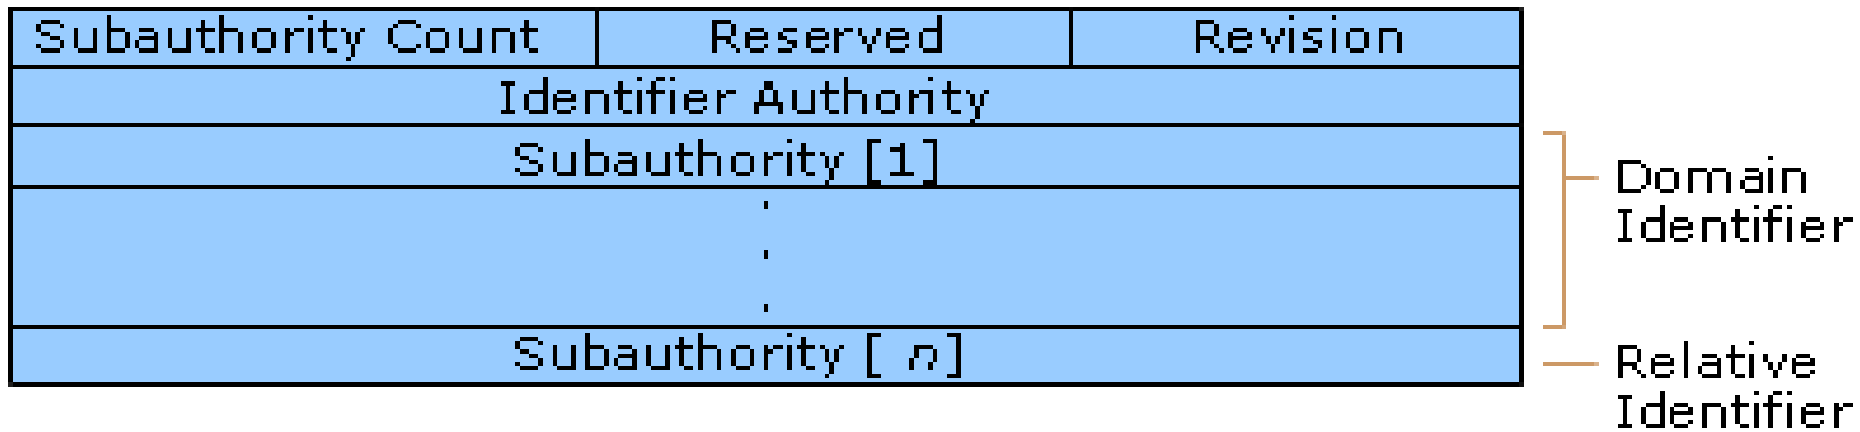 Subauthority Count Reserved Revision
Identifier Authority
Subauthority [1]
Domain
Identifier
.
.
.
Subauthority [ n]
Relative
Identifier